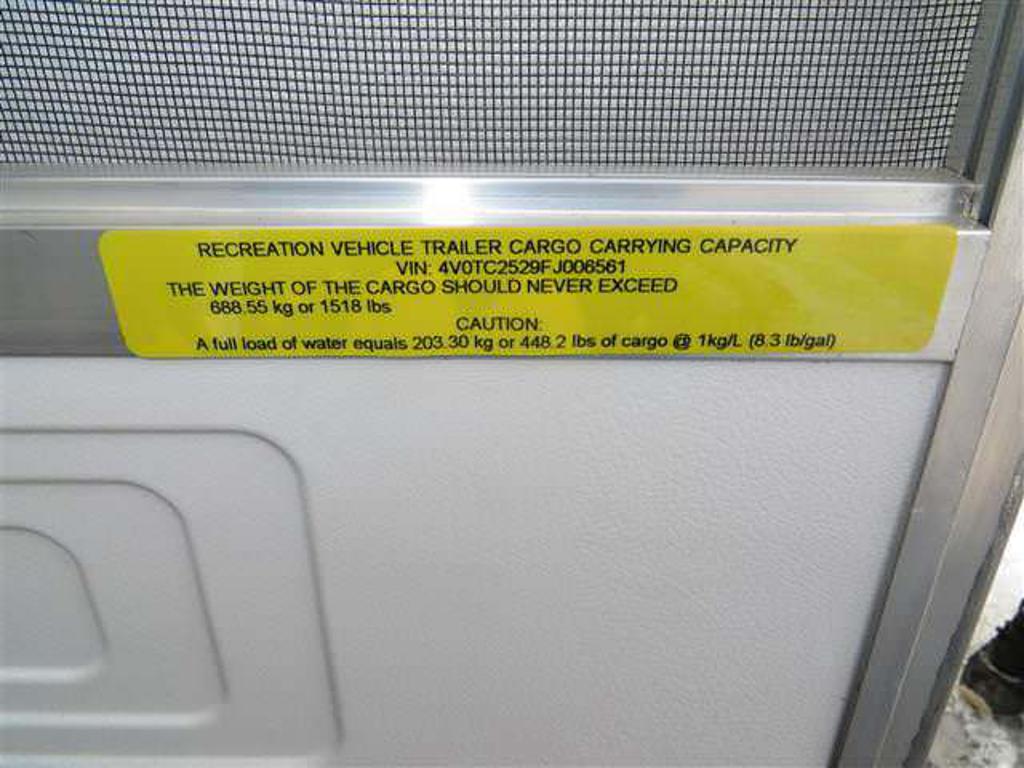 RECREATION VEHICLE TRAILER CARGO CARRYING CAPACITY
VIN: 4V0TC2529FJ006561
THE WEIGHT OF THE CARGO SHOULD NEVER EXCEED
688.55 kg or 1518 lbs
CAUTION:
A full load of water equals 203.30 kg or 448.2 lbs of cargo @ 1kg/L (8.3 lb/gal)